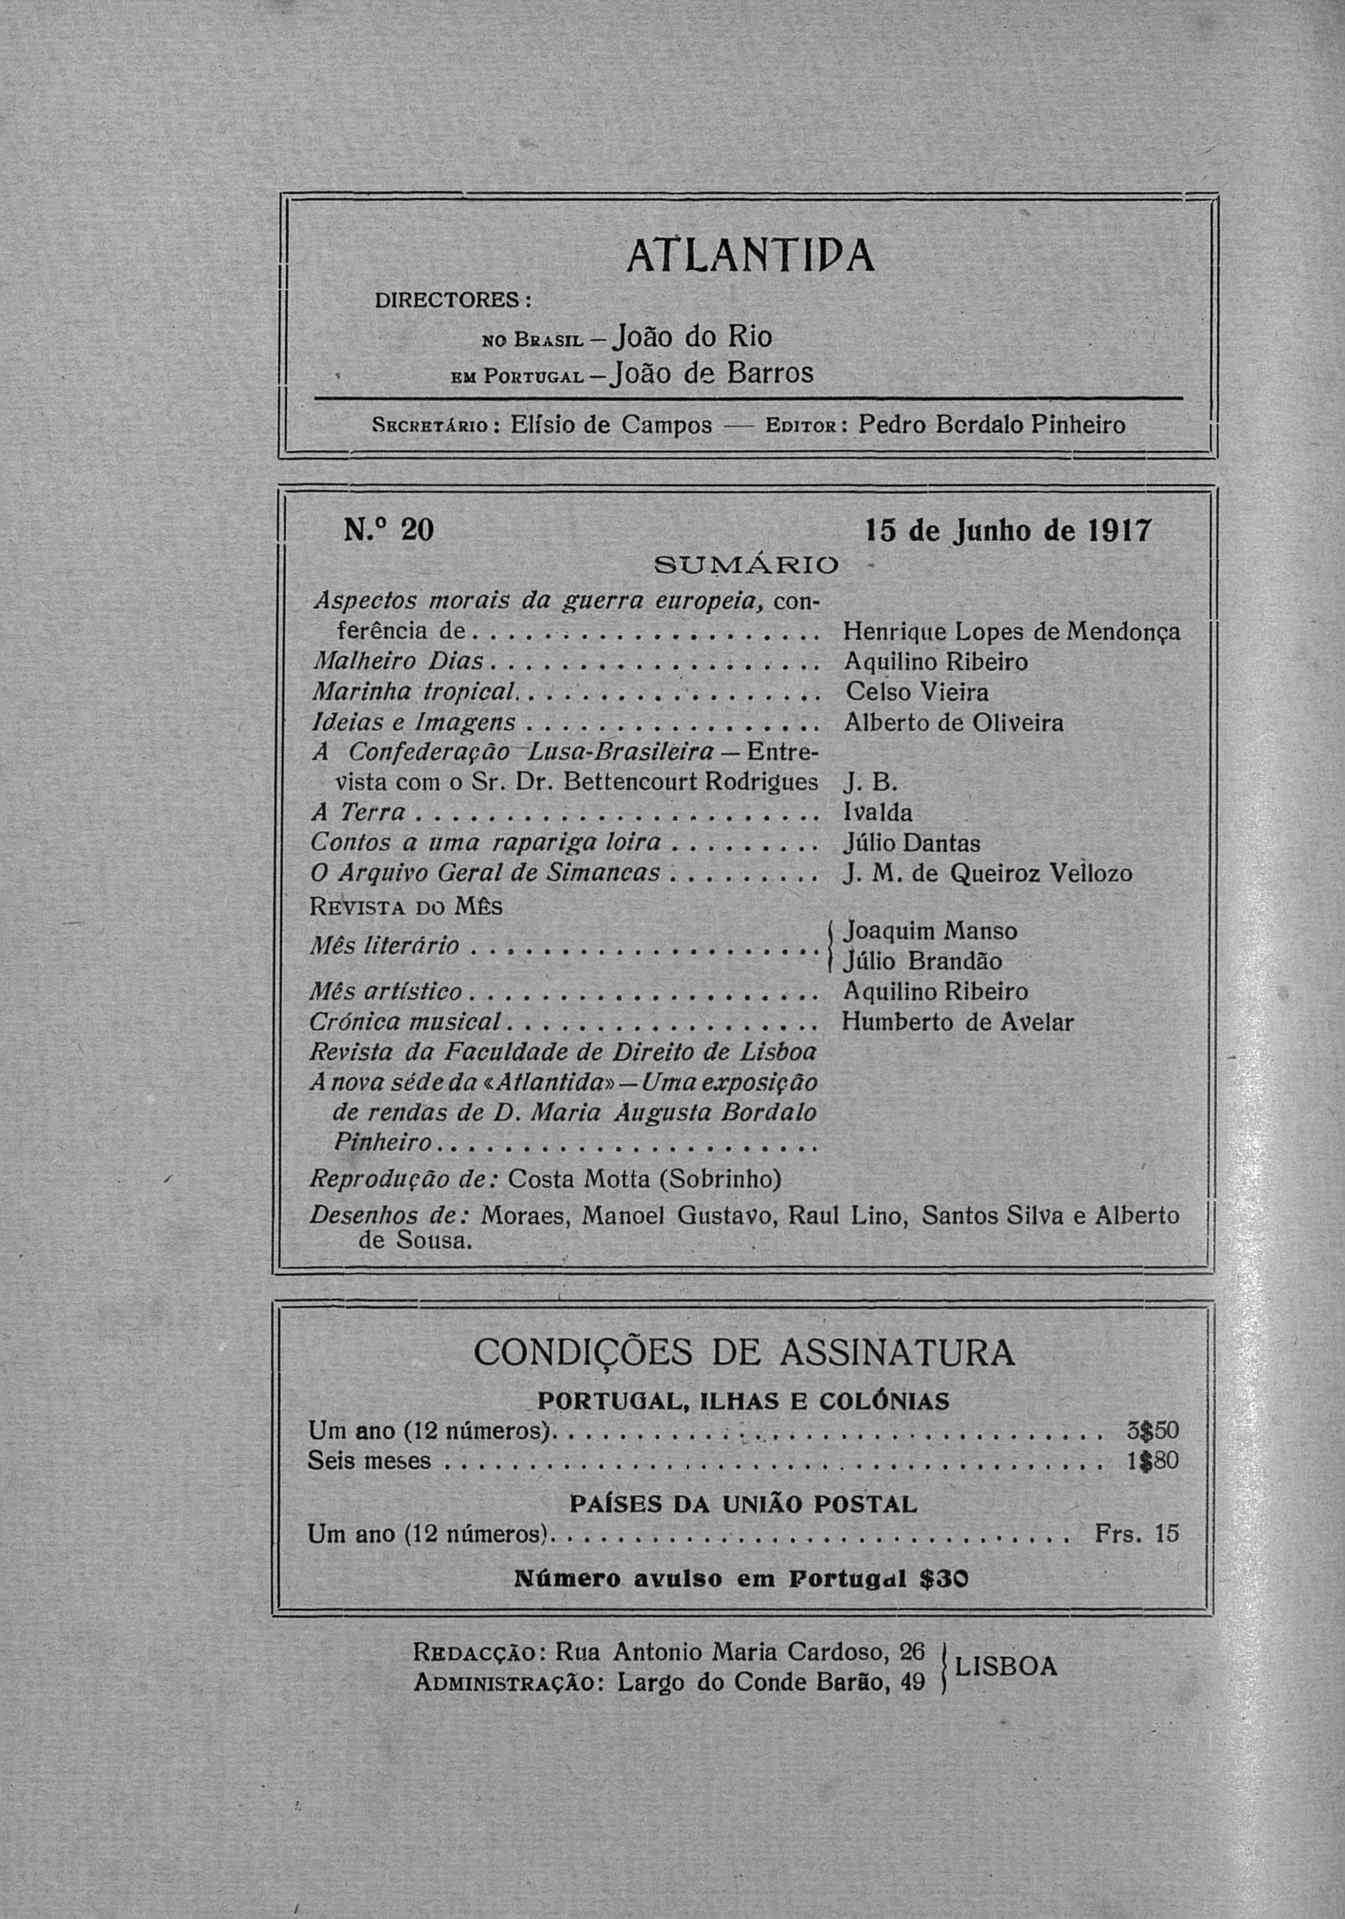 ATLANTIDA
DIRECTORES:
NO BRASIL — João do Rio
EM PORTUGAL — João de Barros
SECRETÁRIO: Elísio de Campos — EDITOR: Pedro Bordalo Pinheiro
N.º 20 15 de Junho de 1917
SUMÁRIO
Aspectos morais da guerra europeia, con-
ferência de . . . . . . . . . . . . . . . . . . . . Henrique Lopes de Mendonça
Malheiro Dias . . . . . . . . . . . . . . . . . . . Aquilino Ribeiro
Marinha tropical . . . . . . . . . . . . . . . . . Celso Vieira
Ideias e Imagens . . . . . . . . . . . . . . . . . Alberto de Oliveira
A Confederação Lusa-Brasileira — Entre-
vista com o Sr. Dr. Bettencourt Rodrigues J. B.
A Terra . . . . . . . . . . . . . . . . . . . . . . . Ivalda
Contos a uma rapariga loira . . . . . . . . . Júlio Dantas
O Arquivo Geral de Simancas . . . . . . . . . J. M. de Queiroz Vellozo
REVISTA DO MÊS
Mês literário . . . . . . . . . . . . . . . . . . . . { Joaquim Manso
Júlio Brandão
Mês artístico . . . . . . . . . . . . . . . . . . . . Aquilino Ribeiro
Crónica musical . . . . . . . . . . . . . . . . . . Humberto de Avelar
Revista da Faculdade de Direito de Lisboa
A nova séde da «Atlantida» — Uma exposição
de rendas de D. Maria Augusta Bordalo
Pinheiro . . . . . . . . . . . . . . . . . . . . . .
Reprodução de: Costa Motta (Sobrinho)
Desenhos de: Moraes, Manoel Gustavo, Raul Lino, Santos Silva e Alberto
de Sousa.
CONDIÇÕES DE ASSINATURA
PORTUGAL, ILHAS E COLÓNIAS
Um ano (12 números) . . . . . . . . . . . . . . . . . . . . . . . . . . . . . . . 3$50
Seis meses . . . . . . . . . . . . . . . . . . . . . . . . . . . . . . . . . . . . . 1$80
PAÍSES DA UNIÃO POSTAL
Um ano (12 números) . . . . . . . . . . . . . . . . . . . . . . . . . . . . . Frs. 15
Número avulso em Portugal $30
REDACÇÃO: Rua Antonio Maria Cardoso, 26 } LISBOA
ADMINISTRAÇÃO: Largo do Conde Barão, 49